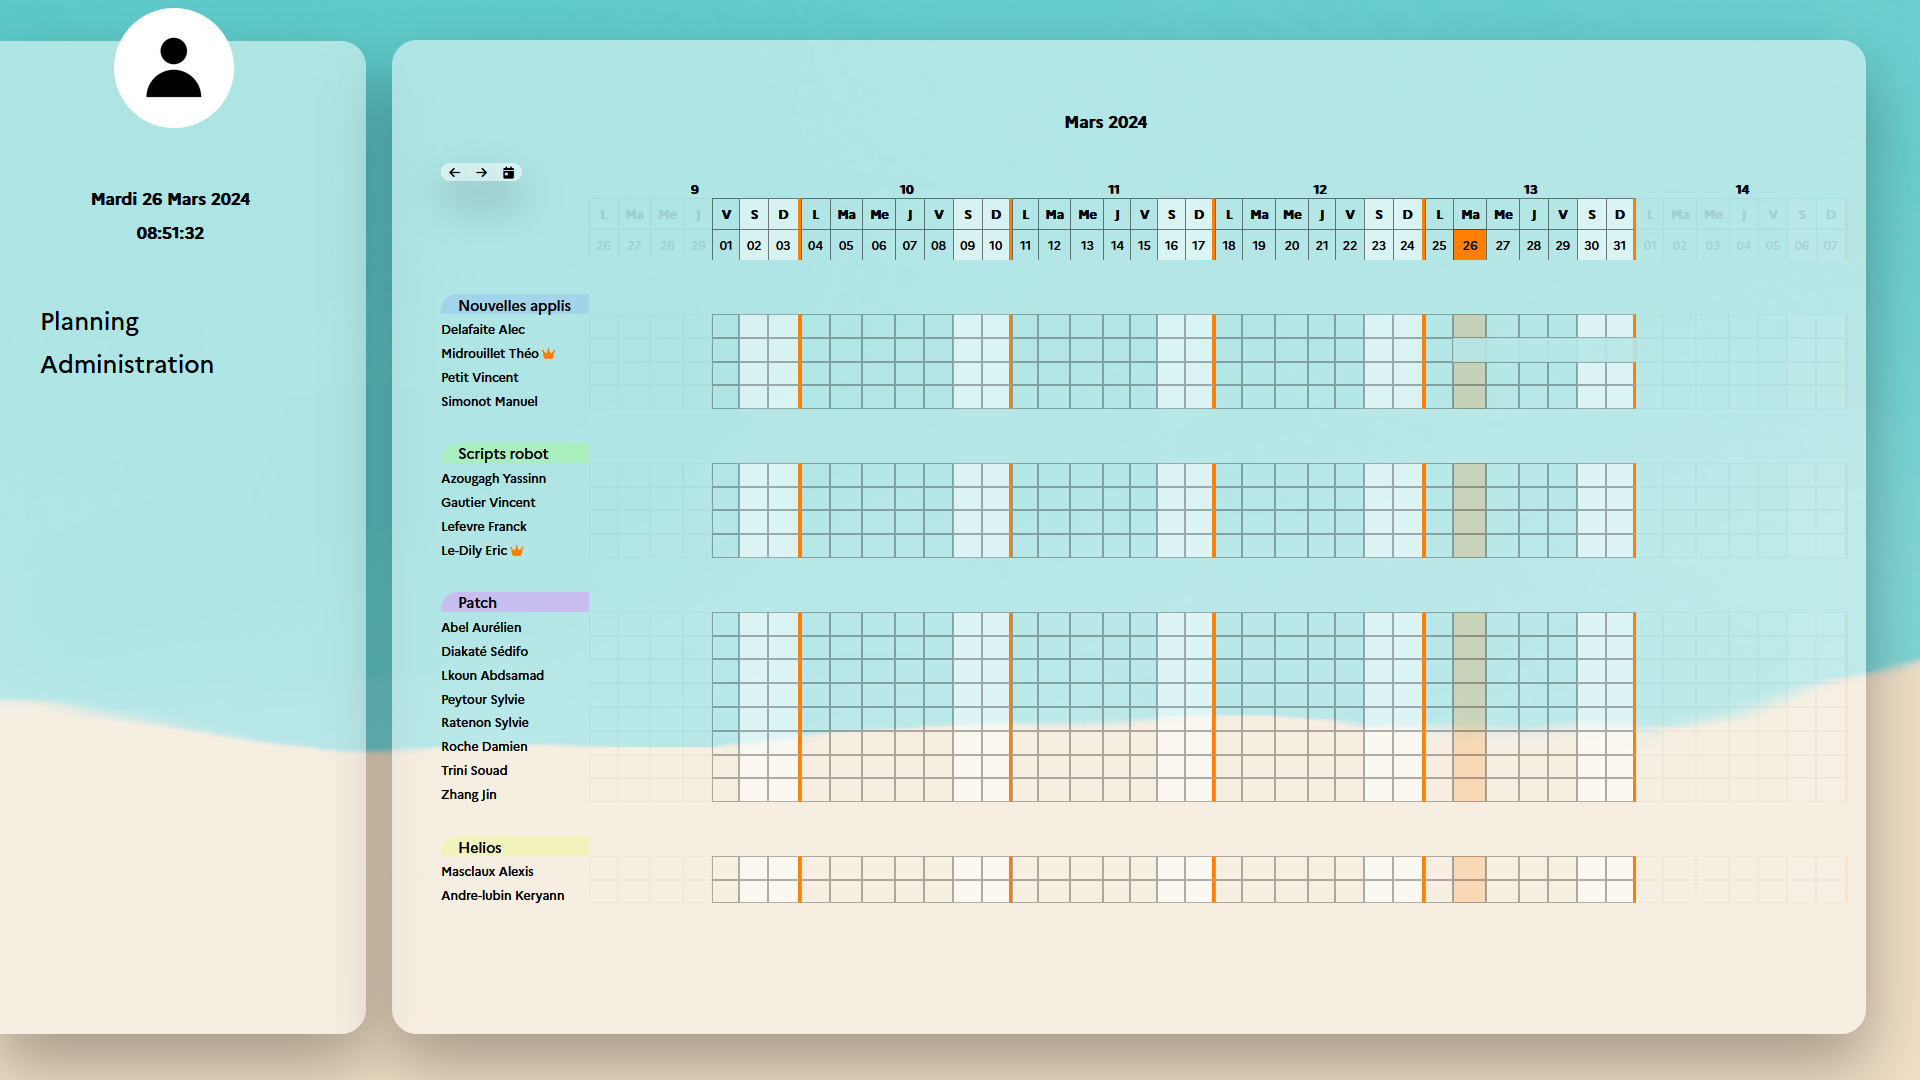 Mardi 26 Mars 2024
08:51:32
Planning
Administration
Mars 2024
9 10 11 12 13 14
L Ma Me J V S D L Ma Me J V S D L Ma Me J V S D L Ma Me J V S D L Ma Me J V S D L Ma Me J V S D
26 27 28 29 01 02 03 04 05 06 07 08 09 10 11 12 13 14 15 16 17 18 19 20 21 22 23 24 25 26 27 28 29 30 31 01 02 03 04 05 06 07
Nouvelles applis
Delafaite Alec
Midrouillet Théo
Petit Vincent
Simonot Manuel
Scripts robot
Azougagh Yassinn
Gautier Vincent
Lefevre Franck
Le-Dily Eric
Patch
Abel Aurélien
Diakaté Sédifo
Lkoun Abdsamad
Peytour Sylvie
Ratenon Sylvie
Roche Damien
Trini Souad
Zhang Jin
Helios
Masclaux Alexis
Andre-lubin Keryann